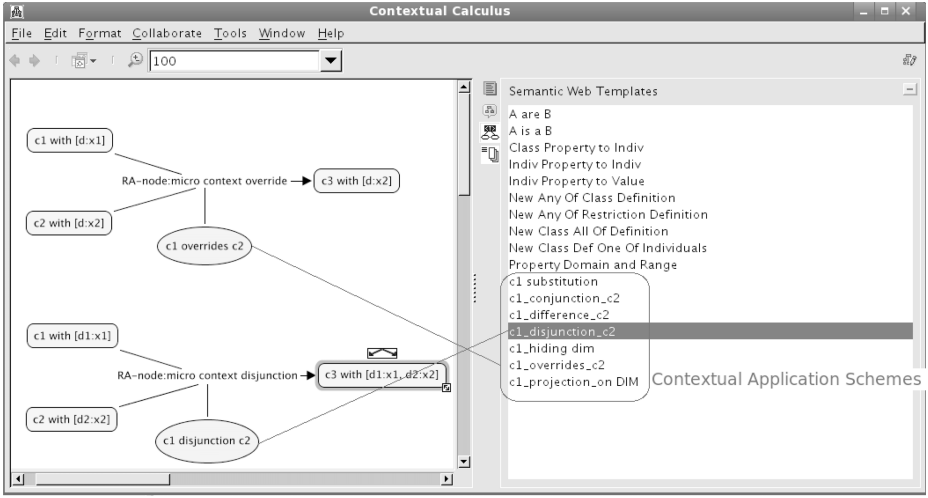 Contextual Calculus
File Edit Format Collaborate Tools Window Help
100
c1 with [d:x1]
RA-node:micro context override
c3 with [d:x2]
c2 with [d:x2]
c1 overrides c2
c1 with [d1:x1]
RA-node:micro context disjunction
c3 with [d1:x1, d2:x2]
c2 with [d2:x2]
c1 disjunction c2
Semantic Web Templates
A are B
A is a B
Class Property to Indiv
Indiv Property to Indiv
Indiv Property to Value
New Any Of Class Definition
New Any Of Restriction Definition
New Class All Of Definition
New Class Def One Of Individuals
Property Domain and Range
c1 substitution
c1_conjunction_c2
c1_difference_c2
c1_disjunction_c2
c1_hiding dim
c1_overrides_c2
c1_projection_on DIM
Contextual Application Schemes